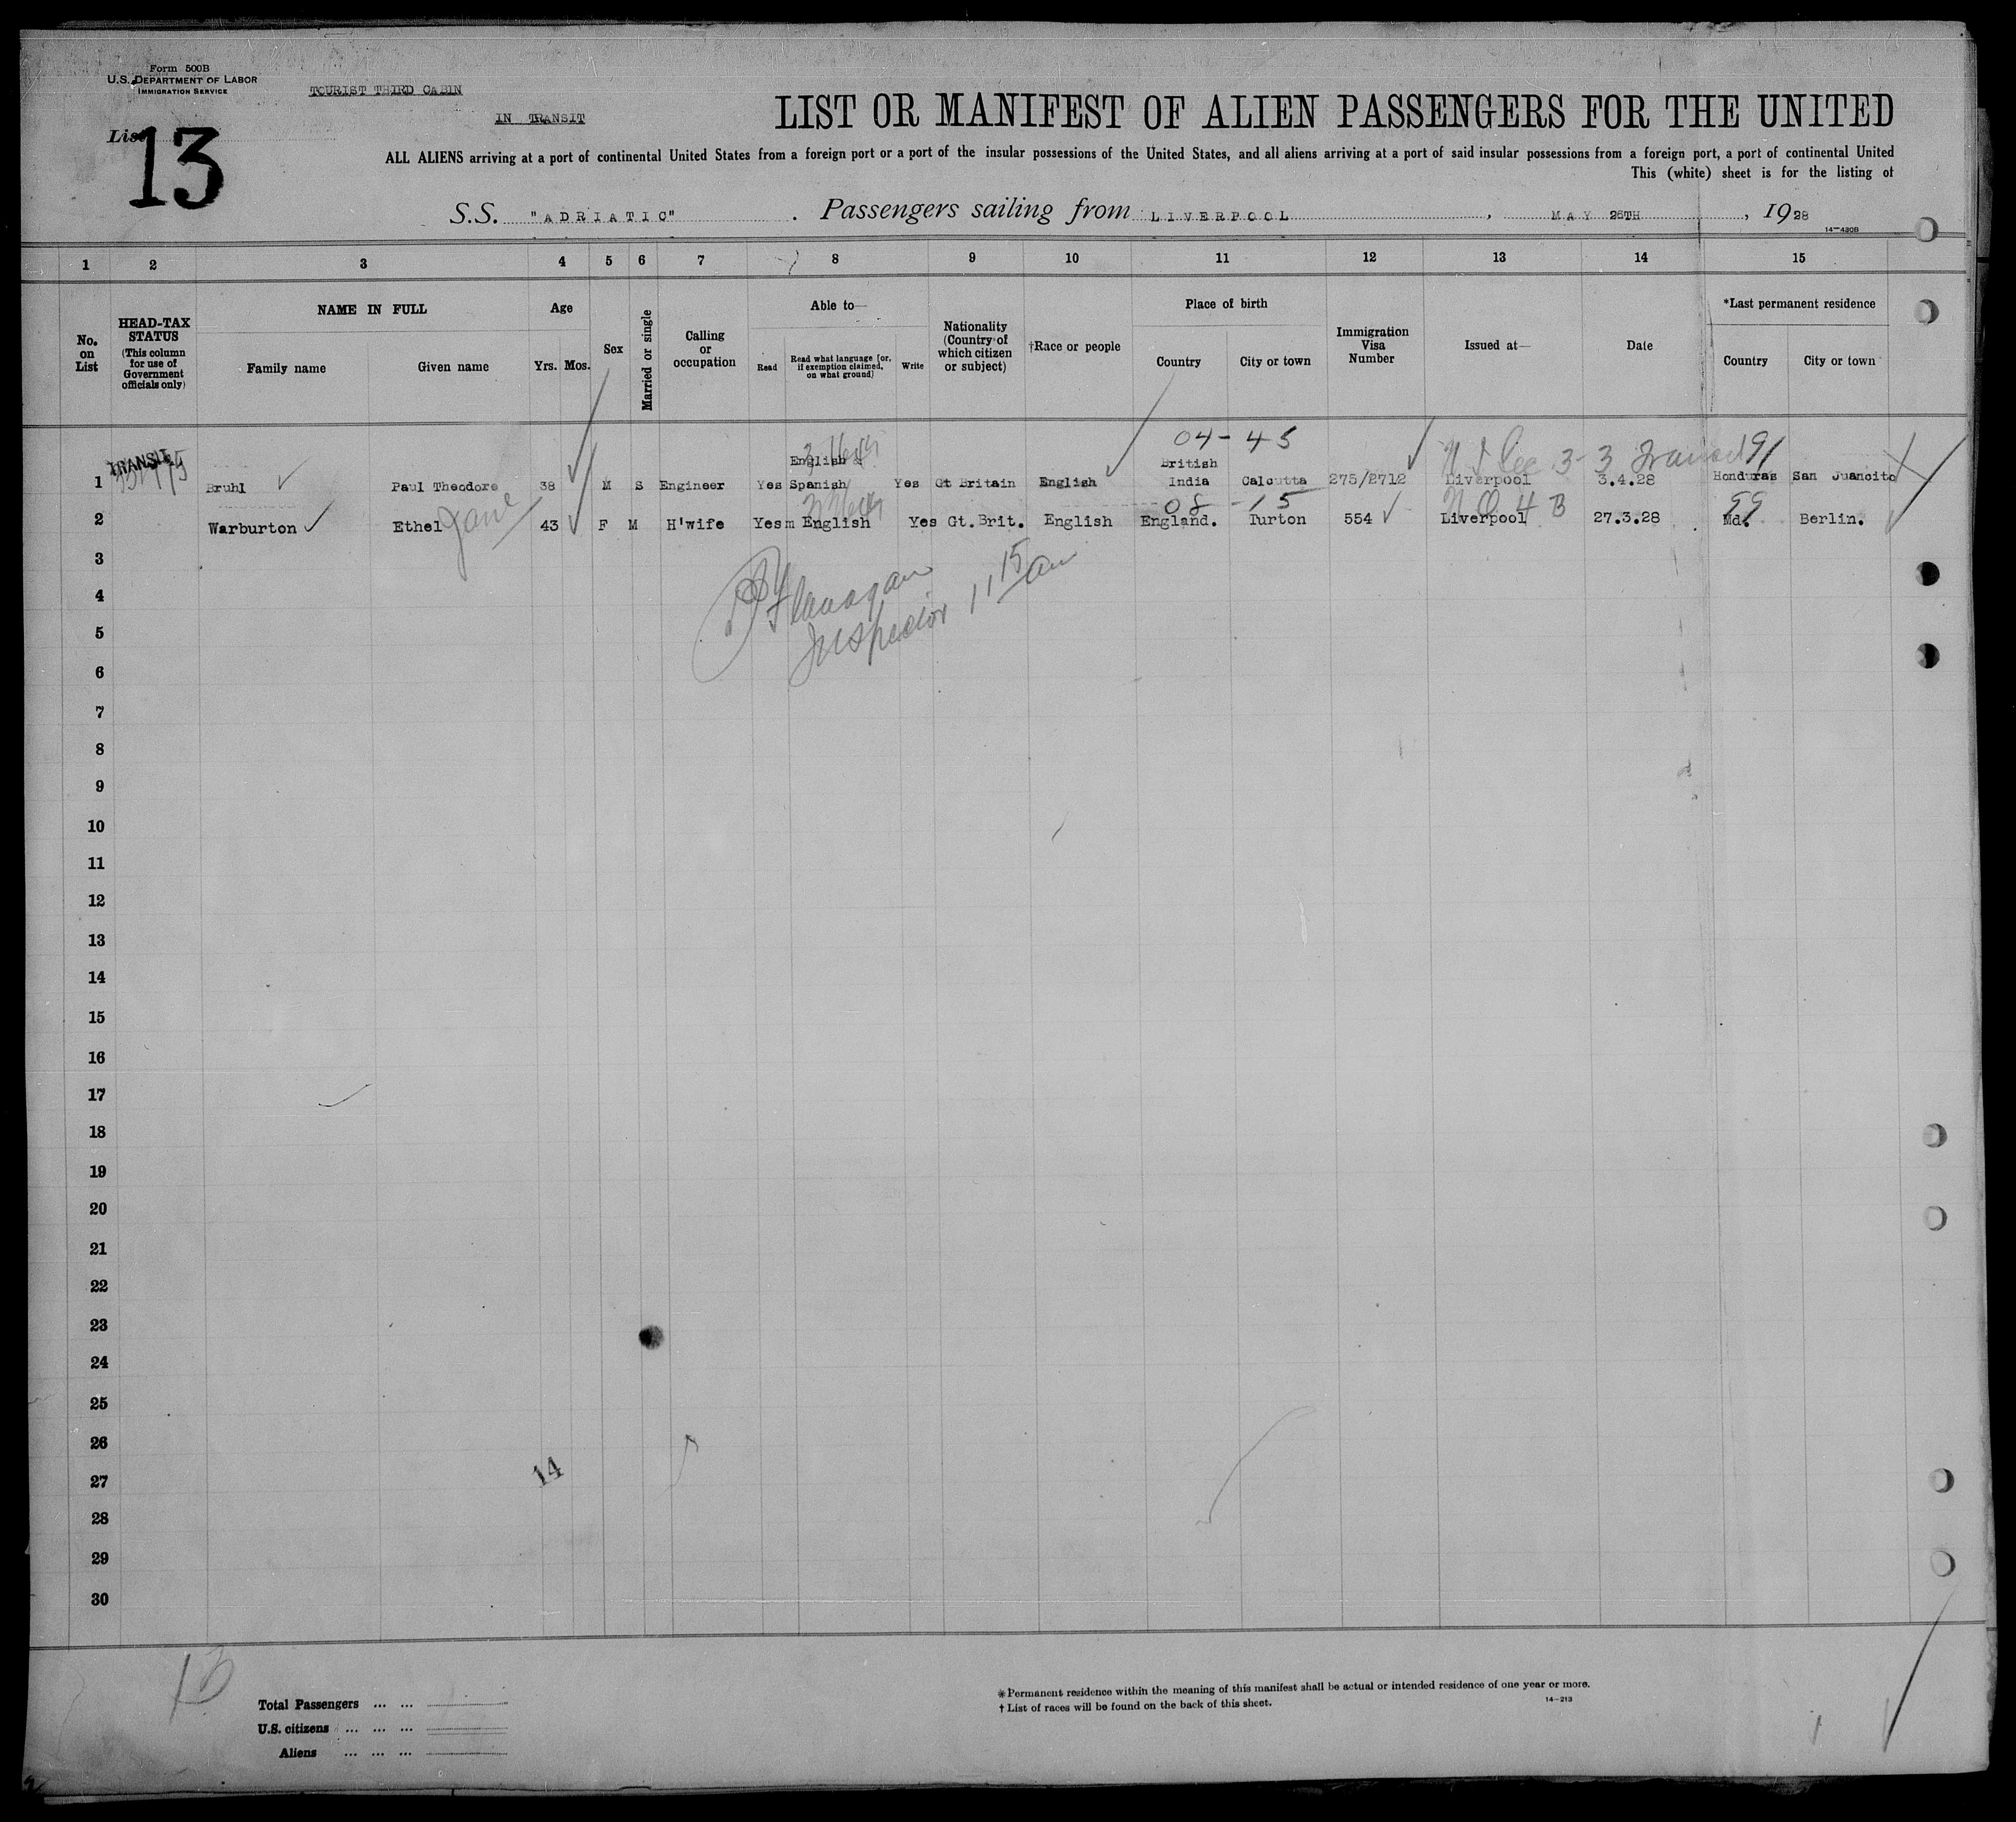 Form 500B
U.S. DEPARTMENT OF LABOR
IMMIGRATION SERVICE
TOURIST THIRD CABIN
IN TRANSIT
List 13
LIST OR MANIFEST OF ALIEN PASSENGERS FOR THE UNITED
ALL ALIENS arriving at a port of continental United States from a foreign port or a port of the insular possessions of the United States, and all aliens arriving at a port of said insular possessions from a foreign port, a port of continental United
This (white) sheet is for the listing of
S.S. "ADRIATIC" . Passengers sailing from LIVERPOOL , MAY 26TH , 1928
14—430B
1 2 3 4 5 6 7 8 9 10 11 12 13 14 15
No. on List
HEAD-TAX STATUS (This column for use of Government officials only)
NAME IN FULL
Family name Given name
Age
Yrs. Mos.
Sex
Married or single
Calling or occupation
Able to—
Read Read what language [or, if exemption claimed, on what ground] Write
Nationality (Country of which citizen or subject)
†Race or people
Place of birth
Country City or town
Immigration Visa Number
Issued at—
Date
*Last permanent residence
Country City or town
04-45 91
1 TRANSIT Bruhl Paul Theodore 38 M S Engineer Yes English & Spanish Yes Gt Britain English British India Calcutta 275/2712 Liverpool 3.4.28 Honduras San Juancito
08-15 4 B 59
2 Warburton Ethel Jane 43 F M H'wife Yes m English Yes Gt.Brit. English England. Turton 554 Liverpool 27.3.28 Md. Berlin.
3
4 Flanagan
5 Inspector 11 15 am
6
7
8
9
10
11
12
13
14
15
16
17
18
19
20
21
22
23
24
25
26
27 14
28
29
30
13
Total Passengers ... ...
U.S. citizens ... ... ...
Aliens ... ... ...
*Permanent residence within the meaning of this manifest shall be actual or intended residence of one year or more.
† List of races will be found on the back of this sheet.
14-213